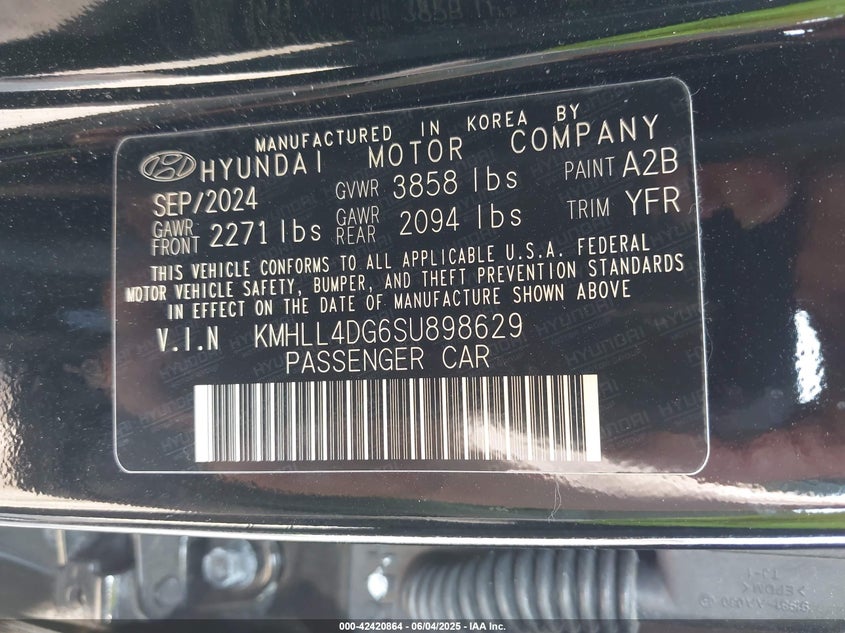 MANUFACTURED IN KOREA BY
HYUNDAI MOTOR COMPANY
SEP/2024 GVWR 3858 lbs PAINT A2B
GAWR FRONT 2271 lbs GAWR REAR 2094 lbs TRIM YFR
THIS VEHICLE CONFORMS TO ALL APPLICABLE U.S.A. FEDERAL
MOTOR VEHICLE SAFETY, BUMPER, AND THEFT PREVENTION STANDARDS
IN EFFECT ON THE DATE OF MANUFACTURE SHOWN ABOVE
V.I.N KMHLL4DG6SU898629
PASSENGER CAR
000-42420864 - 06/04/2025 - IAA Inc.